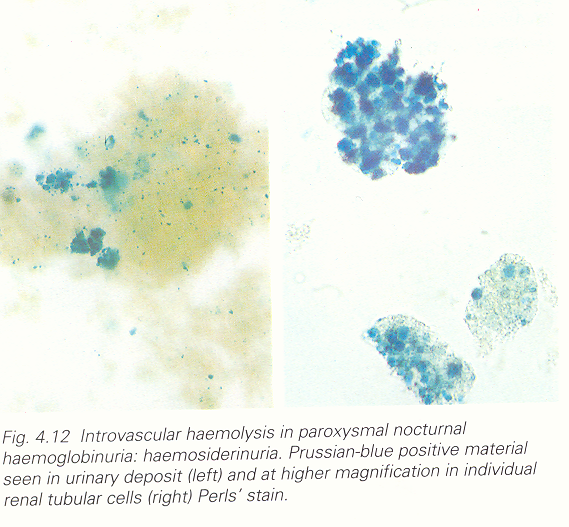 Fig. 4.12 Introvascular haemolysis in paroxysmal nocturnal
haemoglobinuria: haemosiderinuria. Prussian-blue positive material
seen in urinary deposit (left) and at higher magnification in individual
renal tubular cells (right) Perls' stain.